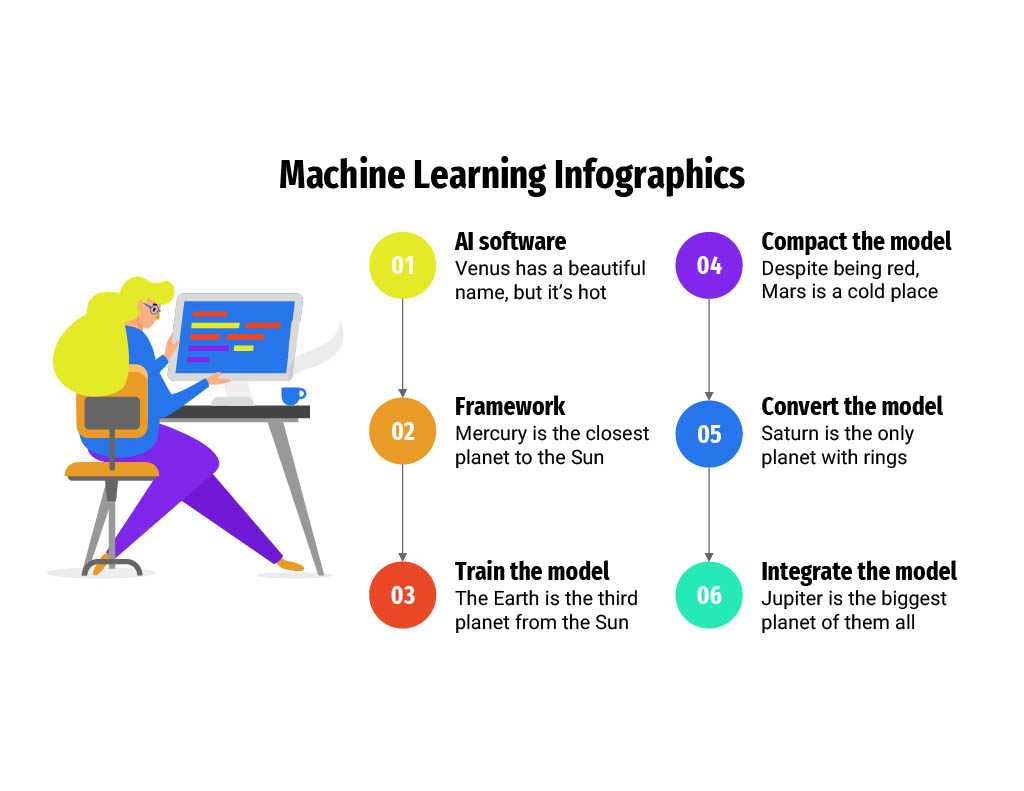 Machine Learning Infographics
01
AI software
Venus has a beautiful
name, but it’s hot
02
Framework
Mercury is the closest
planet to the Sun
03
Train the model
The Earth is the third
planet from the Sun
04
Compact the model
Despite being red,
Mars is a cold place
05
Convert the model
Saturn is the only
planet with rings
06
Integrate the model
Jupiter is the biggest
planet of them all